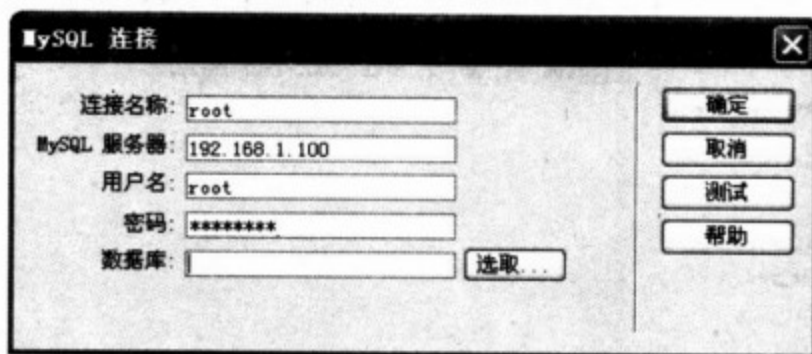 MySQL 连接
连接名称: root
MySQL 服务器: 192.168.1.100
用户名: root
密码: ********
数据库:
选取...
确定
取消
测试
帮助